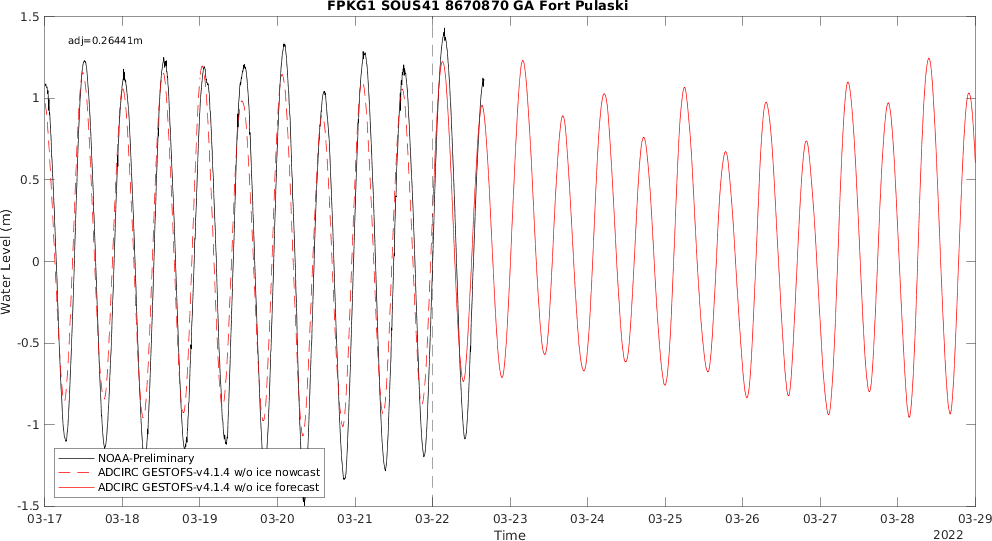 FPKG1 SOUS41 8670870 GA Fort Pulaski
adj=0.26441m
1.5
1
0.5
0
-0.5
-1
-1.5
Water Level (m)
NOAA-Preliminary
ADCIRC GESTOFS-v4.1.4 w/o ice nowcast
ADCIRC GESTOFS-v4.1.4 w/o ice forecast
03-17 03-18 03-19 03-20 03-21 03-22 03-23 03-24 03-25 03-26 03-27 03-28 03-29
Time
2022